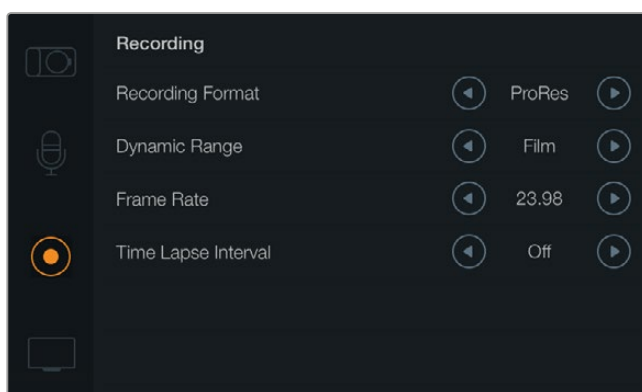 Recording
Recording Format ProRes
Dynamic Range Film
Frame Rate 23.98
Time Lapse Interval Off